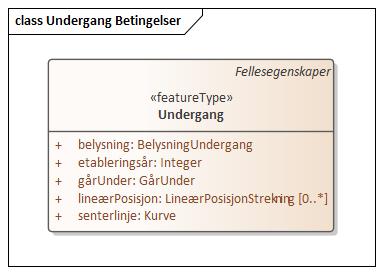 class Undergang Betingelser
Fellesegenskaper
«featureType»
Undergang
+ belysning: BelysningUndergang
+ etableringsår: Integer
+ gårUnder: GårUnder
+ lineærPosisjon: LineærPosisjonStrekning [0..*]
+ senterlinje: Kurve